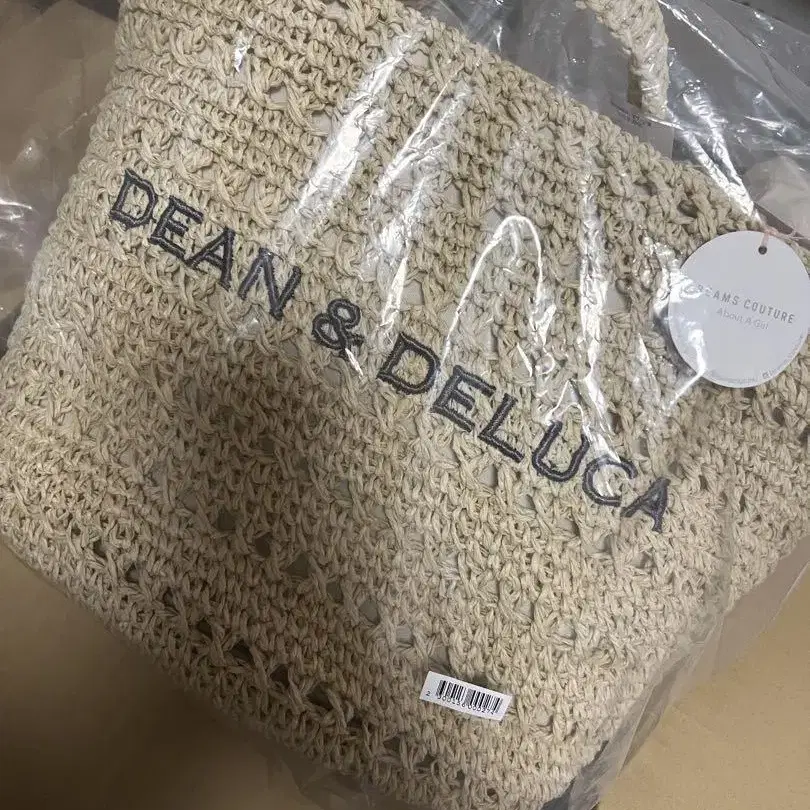 DEAN & DELUCA
BEAMS COUTURE
About A Girl